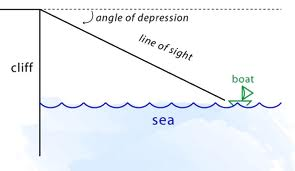 angle of depression
line of sight
cliff
boat
sea